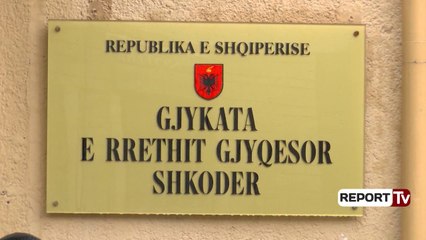 REPUBLIKA E SHQIPERISE
GJYKATA
E RRETHIT GJYQESOR
SHKODER
REPORT TV